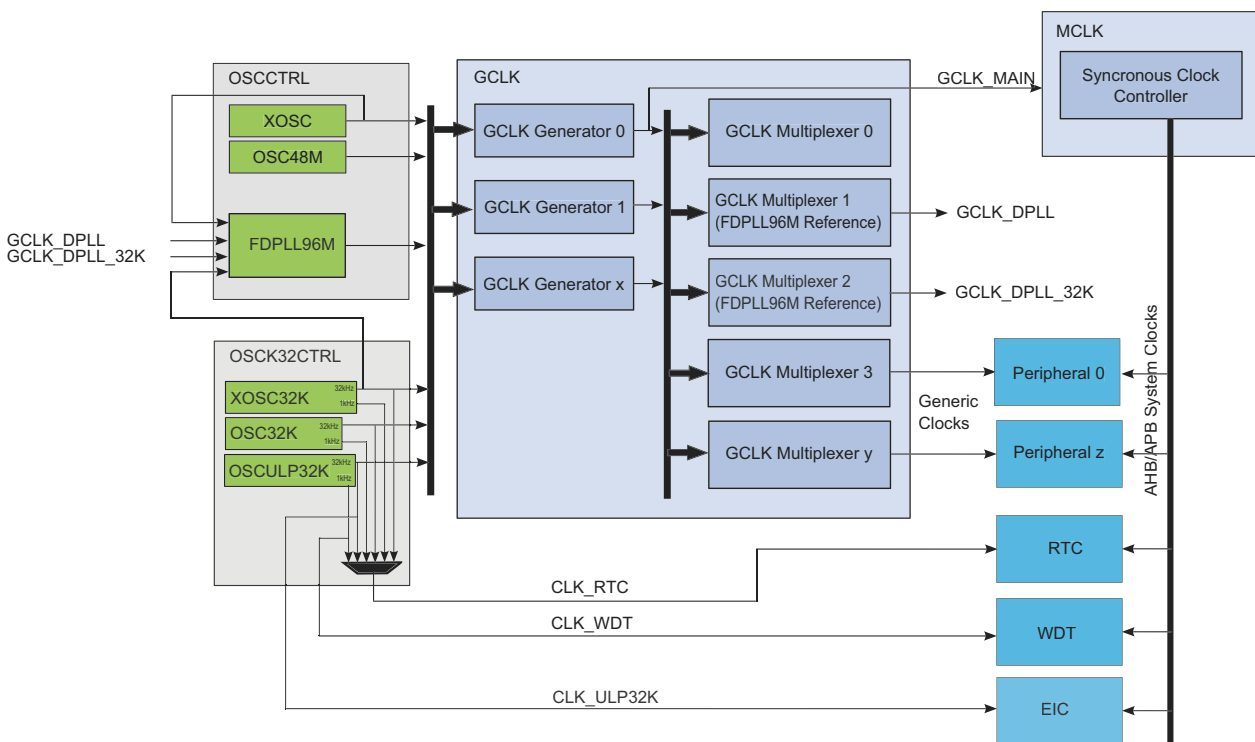 MCLK
Syncronous Clock
Controller
GCLK_MAIN
OSCCTRL
XOSC
OSC48M
FDPLL96M
GCLK_DPLL
GCLK_DPLL_32K
GCLK
GCLK Generator 0
GCLK Generator 1
GCLK Generator x
GCLK Multiplexer 0
GCLK Multiplexer 1
(FDPLL96M Reference)
GCLK Multiplexer 2
(FDPLL96M Reference)
GCLK Multiplexer 3
GCLK Multiplexer y
GCLK_DPLL
GCLK_DPLL_32K
Generic
Clocks
Peripheral 0
Peripheral z
AHB/APB System Clocks
OSCK32CTRL
XOSC32K
32kHz
1kHz
OSC32K
32kHz
1kHz
OSCULP32K
32kHz
1kHz
CLK_RTC
RTC
CLK_WDT
WDT
CLK_ULP32K
EIC